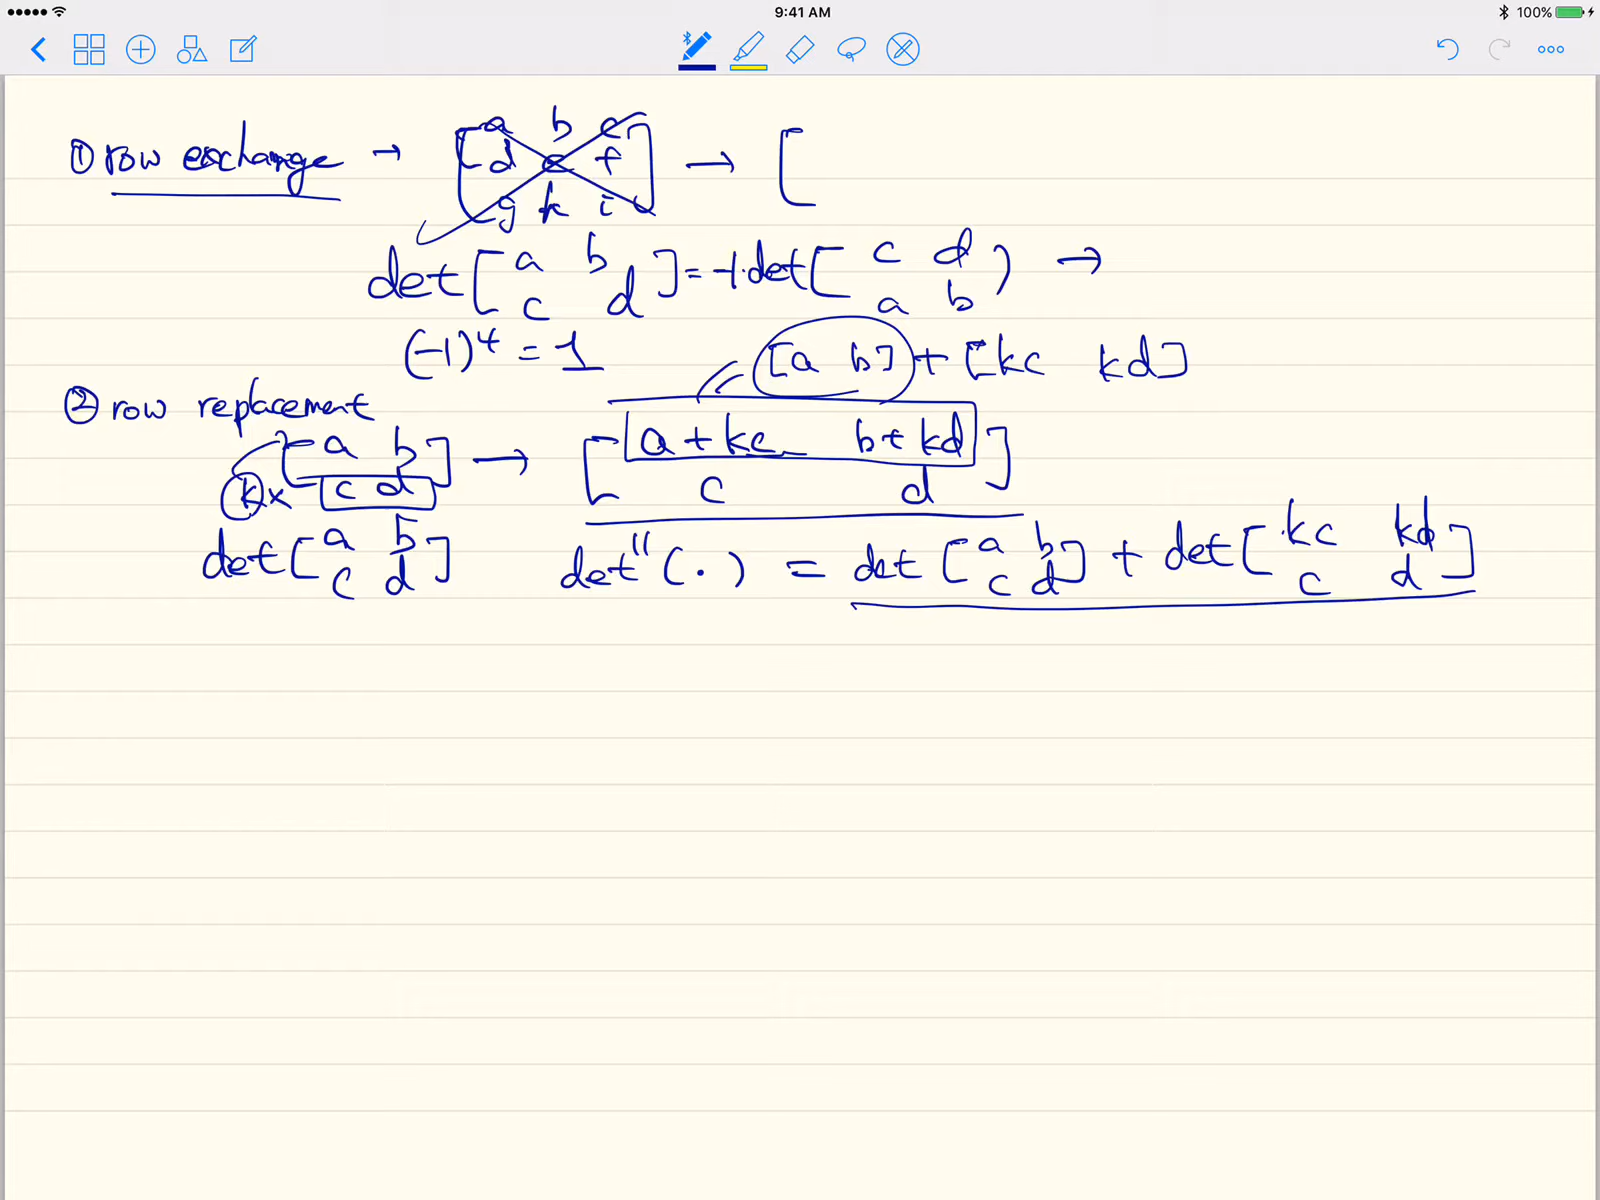 9:41 AM
100%
① row exchange → [a b c → [
d e f]
g k i
det [a b = -1·det [c d) →
c d] a b
(-1)⁴ = 1 [a b] + [kc kd]
② row replacement
[a b] → [a + kc b + kd]
k× c d c d
det [a b det (·) = det [a b] + det [kc kd]
c d] c d c d